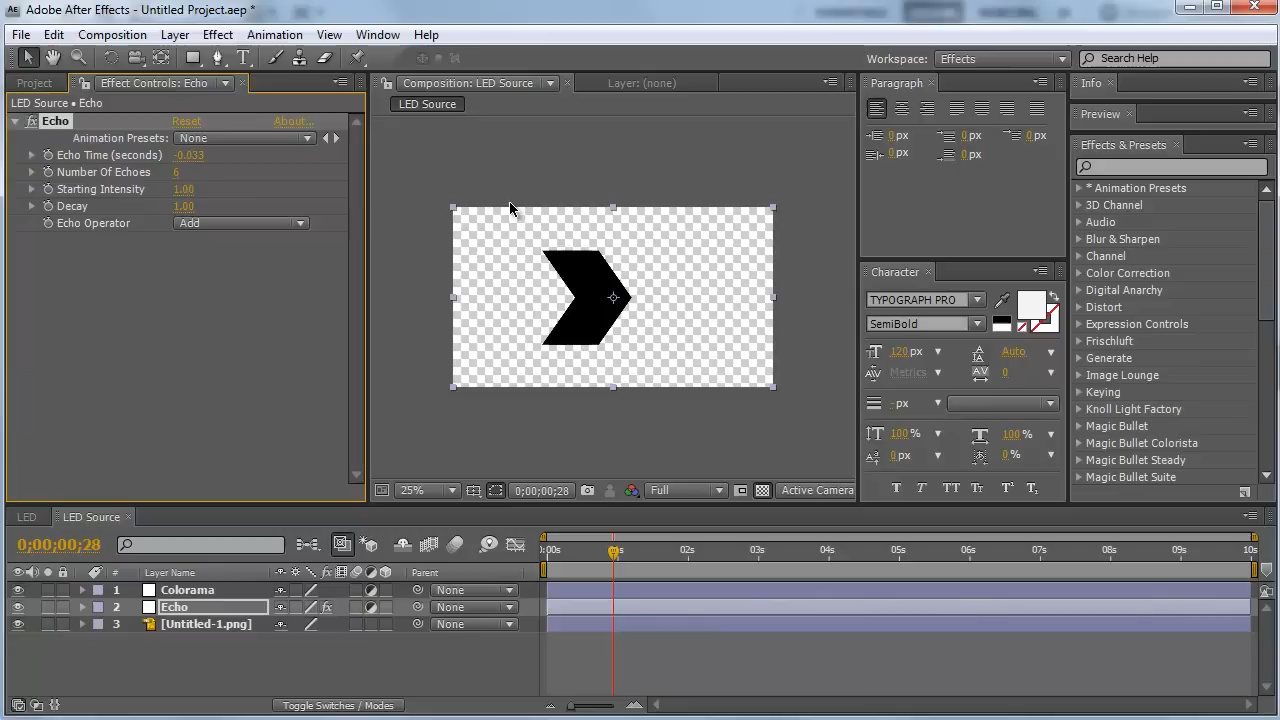 Adobe After Effects - Untitled Project.aep *
File Edit Composition Layer Effect Animation View Window Help
Workspace: Effects Search Help
Project Effect Controls: Echo
LED Source • Echo
Echo Reset About...
Animation Presets: None
Echo Time (seconds) -0.033
Number Of Echoes 6
Starting Intensity 1.00
Decay 1.00
Echo Operator Add
Composition: LED Source Layer: (none)
LED Source
25% 0;00;00;28 Full Active Camera
Paragraph
0 px 0 px 0 px
0 px 0 px
Character
TYPOGRAPH PRO
SemiBold
120 px Auto
Metrics 0
- px
100 % 100 %
0 px 0 %
T T TT Tt T¹ T₁
Info
Preview
Effects & Presets
* Animation Presets
3D Channel
Audio
Blur & Sharpen
Channel
Color Correction
Digital Anarchy
Distort
Expression Controls
Frischluft
Generate
Image Lounge
Keying
Knoll Light Factory
Magic Bullet
Magic Bullet Colorista
Magic Bullet Steady
Magic Bullet Suite
LED LED Source
0;00;00;28
# Layer Name Parent
1 Colorama None
2 Echo fx None
3 [Untitled-1.png] None
Toggle Switches / Modes
:00s 02s 03s 04s 05s 06s 07s 08s 09s 10s